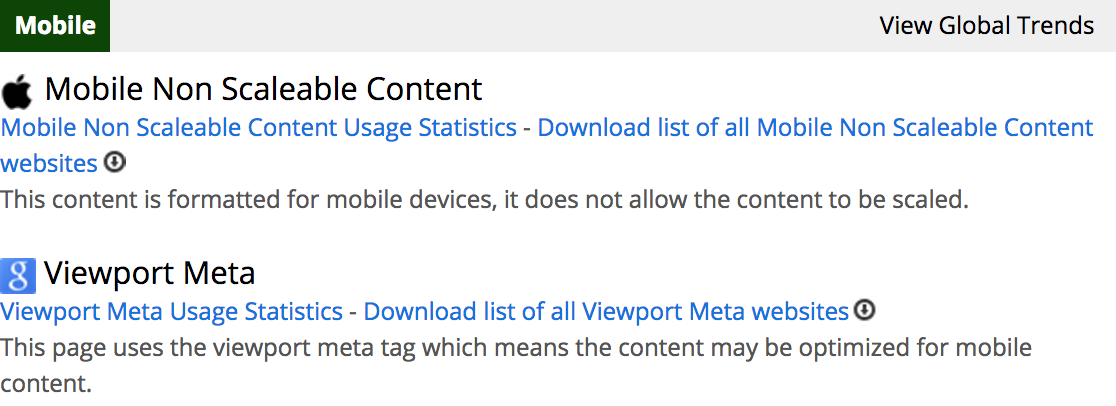 Mobile
View Global Trends
Mobile Non Scaleable Content
Mobile Non Scaleable Content Usage Statistics - Download list of all Mobile Non Scaleable Content
websites
This content is formatted for mobile devices, it does not allow the content to be scaled.
g Viewport Meta
Viewport Meta Usage Statistics - Download list of all Viewport Meta websites
This page uses the viewport meta tag which means the content may be optimized for mobile
content.